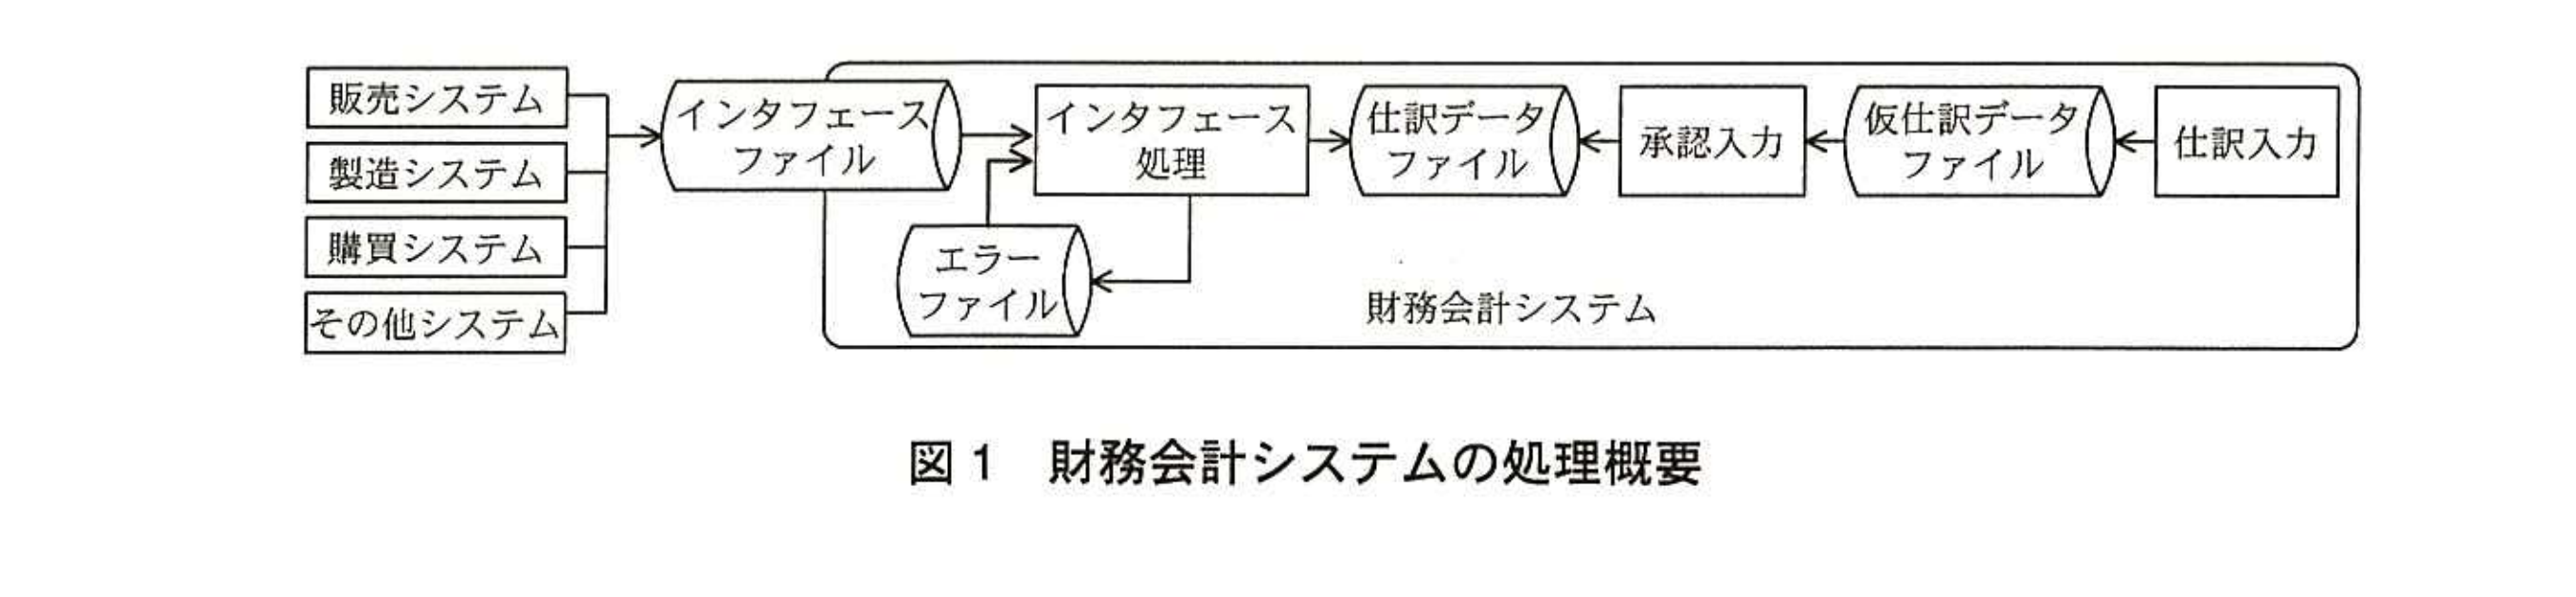 販売システム
製造システム
購買システム
その他システム
インタフェース
ファイル
インタフェース
処理
エラー
ファイル
仕訳データ
ファイル
承認入力
仮仕訳データ
ファイル
仕訳入力
財務会計システム
図1 財務会計システムの処理概要